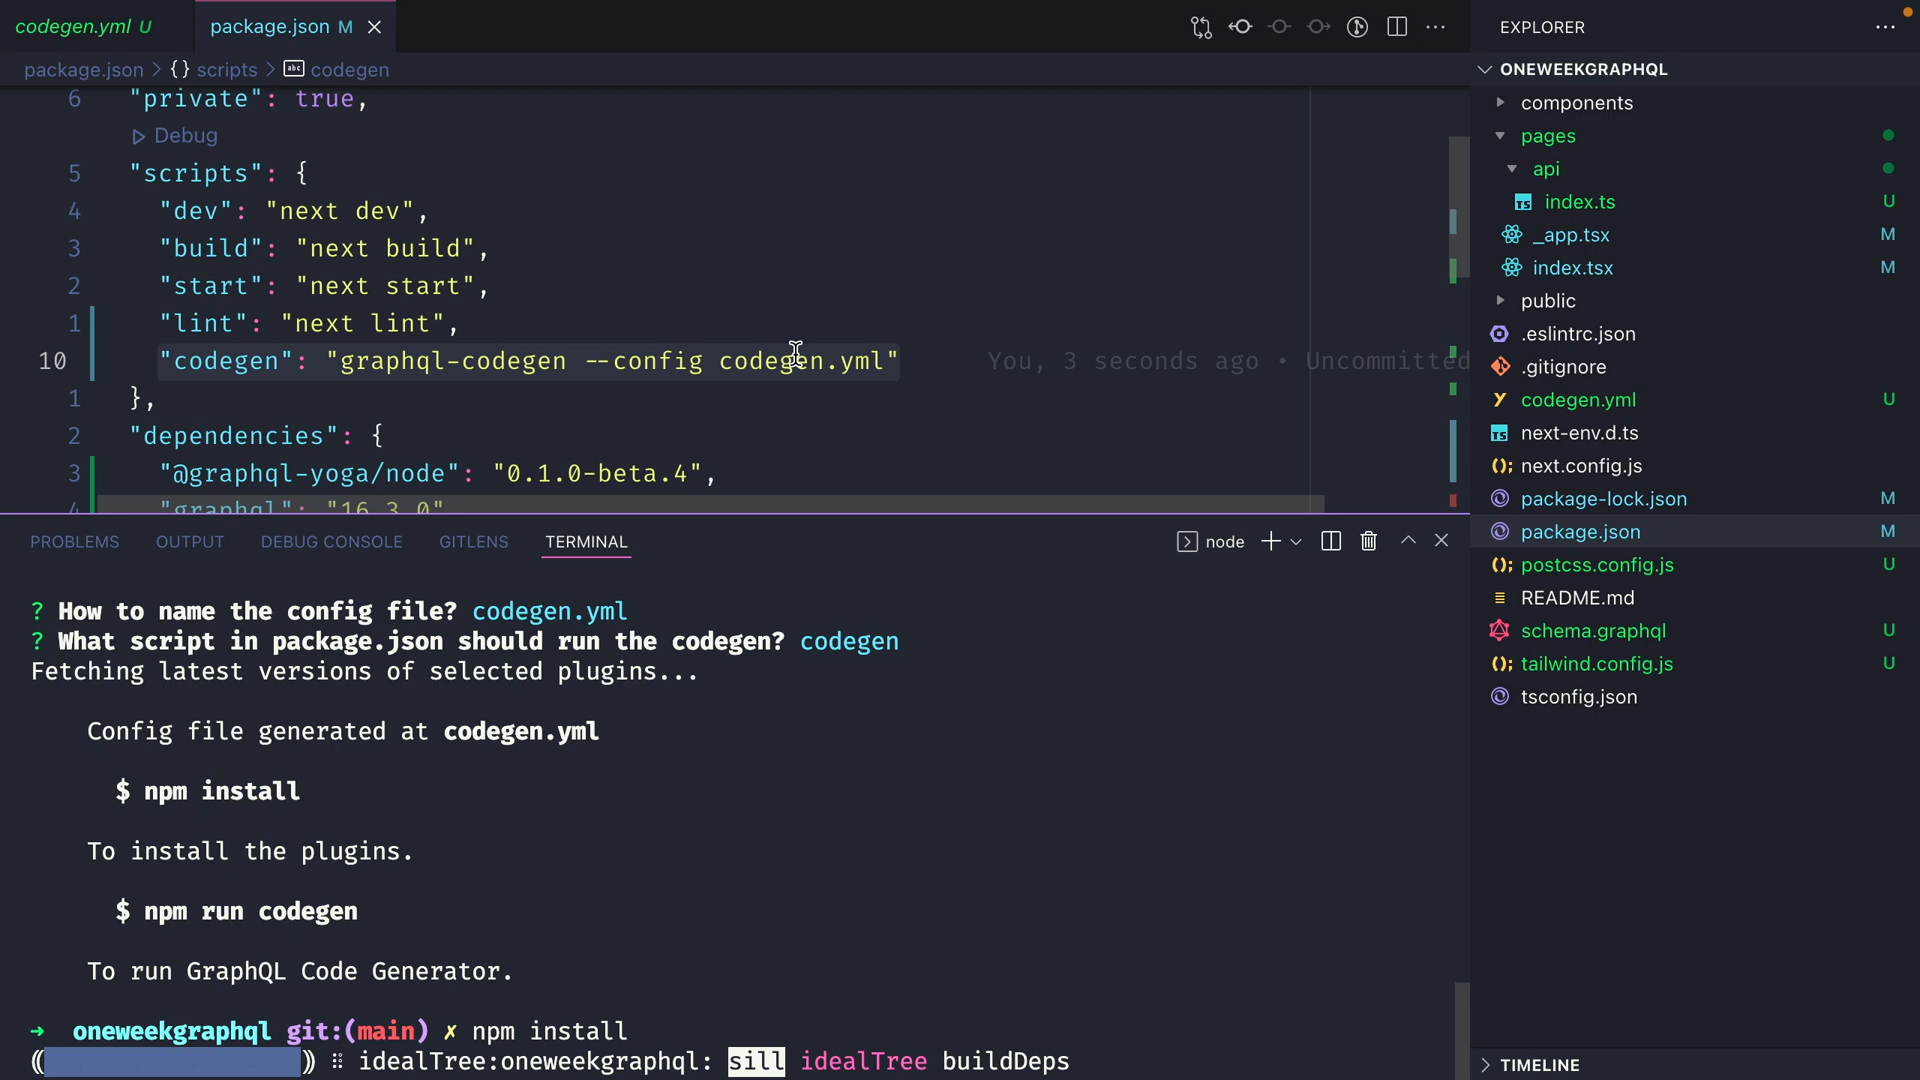 codegen.yml U
package.json M
package.json > {} scripts > abc codegen
6 "private": true,
Debug
5 "scripts": {
4 "dev": "next dev",
3 "build": "next build",
2 "start": "next start",
1 "lint": "next lint",
10 "codegen": "graphql-codegen --config codegen.yml" You, 3 seconds ago • Uncommitted
1 },
2 "dependencies": {
3 "@graphql-yoga/node": "0.1.0-beta.4",
4 "graphql": "16.3.0"
PROBLEMS OUTPUT DEBUG CONSOLE GITLENS TERMINAL
node
? How to name the config file? codegen.yml
? What script in package.json should run the codegen? codegen
Fetching latest versions of selected plugins...
Config file generated at codegen.yml
$ npm install
To install the plugins.
$ npm run codegen
To run GraphQL Code Generator.
➜ oneweekgraphql git:(main) ✗ npm install
(( )) ⠿ idealTree:oneweekgraphql: sill idealTree buildDeps
EXPLORER
ONEWEEKGRAPHQL
components
pages
api
TS index.ts U
_app.tsx M
index.tsx M
public
.eslintrc.json
.gitignore
Y codegen.yml U
TS next-env.d.ts
(); next.config.js
package-lock.json M
package.json M
(); postcss.config.js U
README.md
schema.graphql U
(); tailwind.config.js U
tsconfig.json
TIMELINE